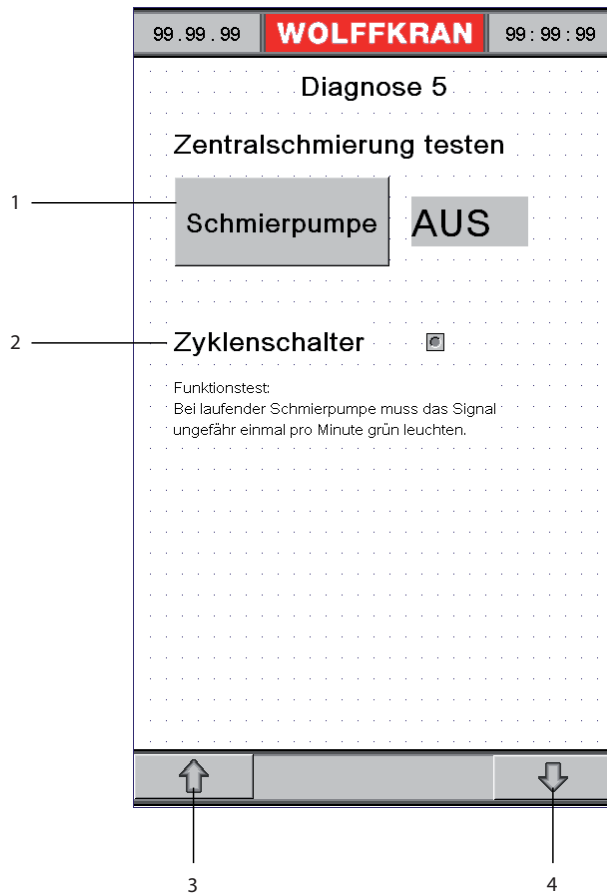 99.99.99 WOLFFKRAN 99:99:99
Diagnose 5
Zentralschmierung testen
1
Schmierpumpe AUS
2 Zyklenschalter
Funktionstest:
Bei laufender Schmierpumpe muss das Signal
ungefähr einmal pro Minute grün leuchten.
3 4